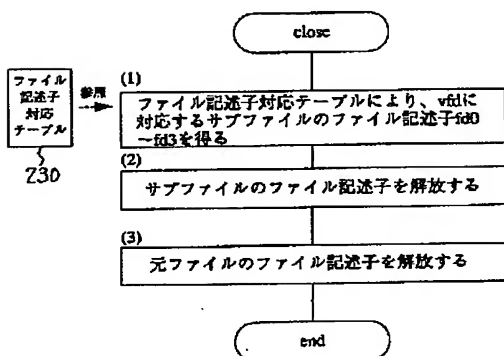 close
ファイル
記述子
対応
テーブル
参照
230
(1)
ファイル記述子対応テーブルにより、vfdに
対応するサブファイルのファイル記述子fd0
~fd3を得る
(2)
サブファイルのファイル記述子を解放する
(3)
元ファイルのファイル記述子を解放する
end